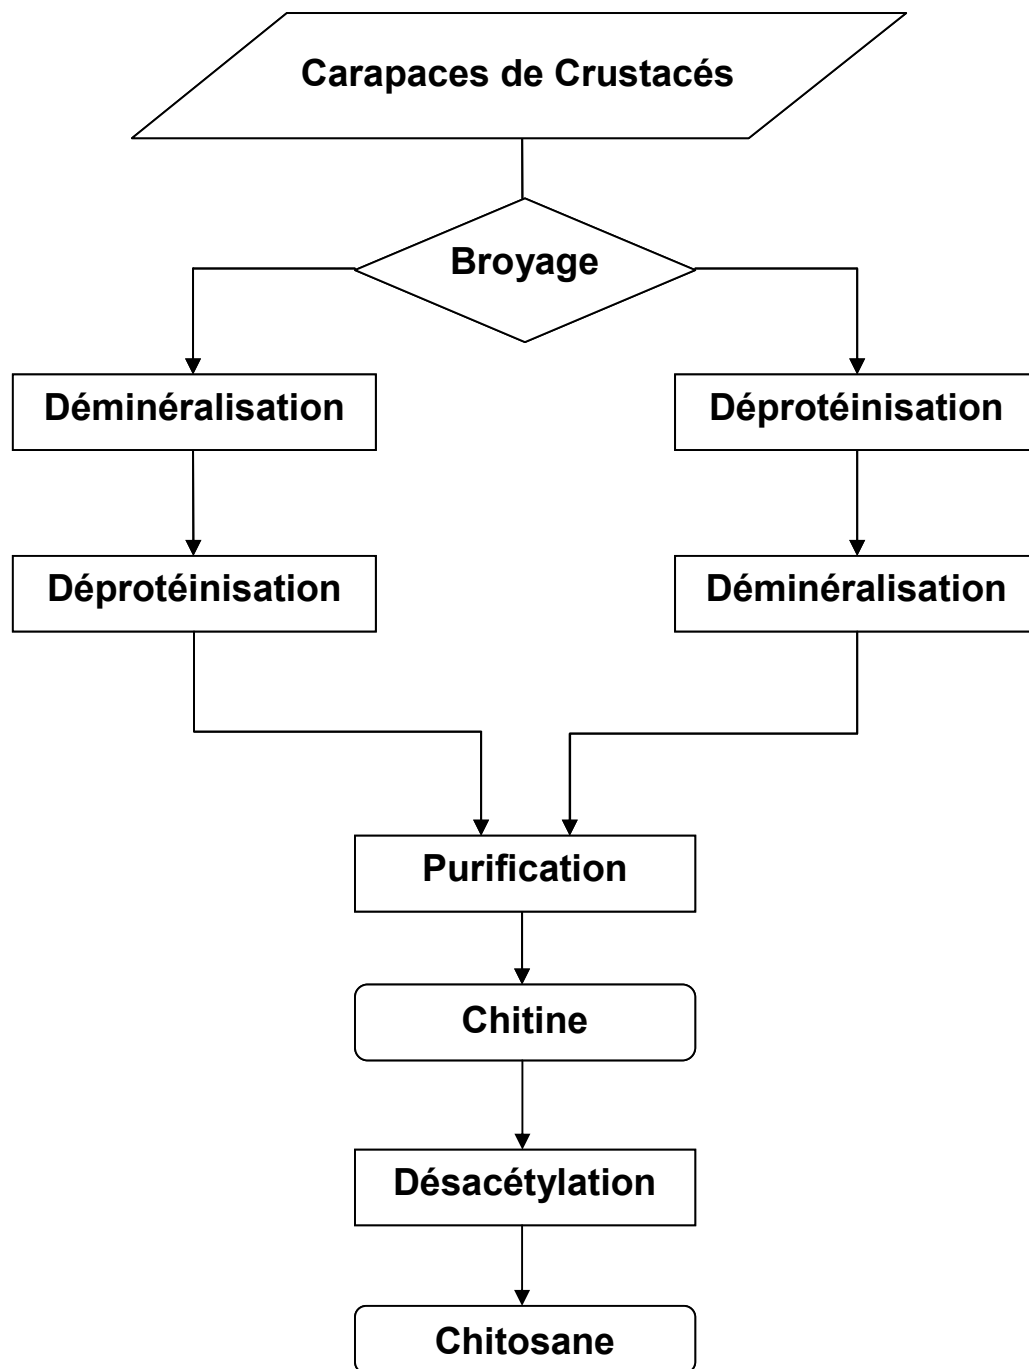 Carapaces de Crustacés
Broyage
Déminéralisation
Déprotéinisation
Déprotéinisation
Déminéralisation
Purification
Chitine
Désacétylation
Chitosane